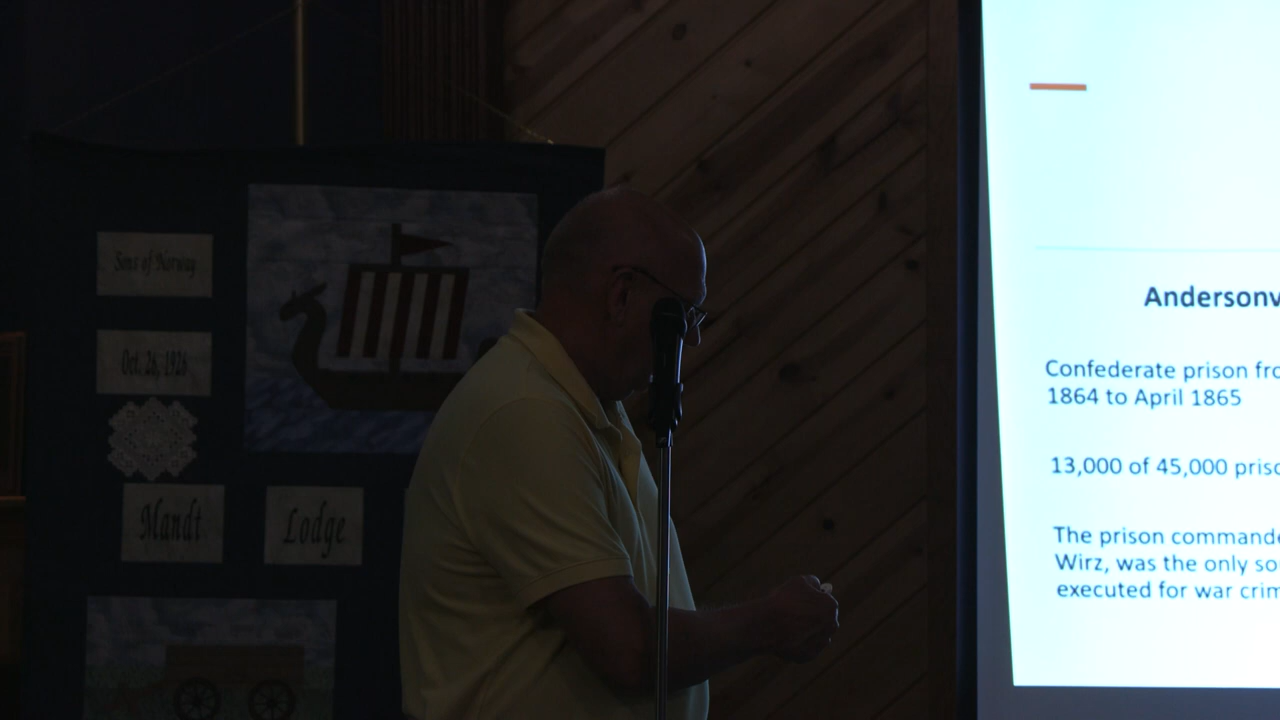 Sons of Norway
Oct. 26, 1926
Mandt Lodge
Andersonv
Confederate prison fro
1864 to April 1865
13,000 of 45,000 priso
The prison commande
Wirz, was the only so
executed for war crim